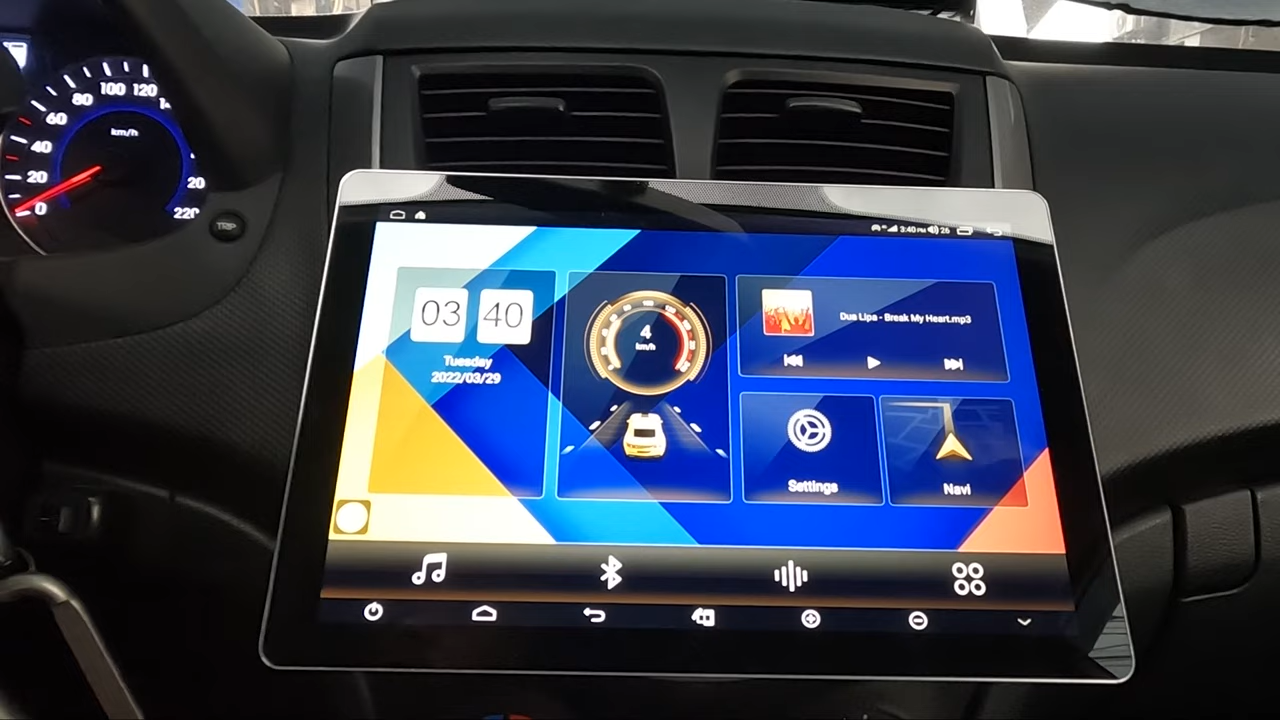 100 120
80
60
km/h
40
20
20
0
220
TRIP
3:40 PM 26
03 40
Tuesday
2022/03/29
4
km/h
Dua Lipa - Break My Heart.mp3
Settings
Navi